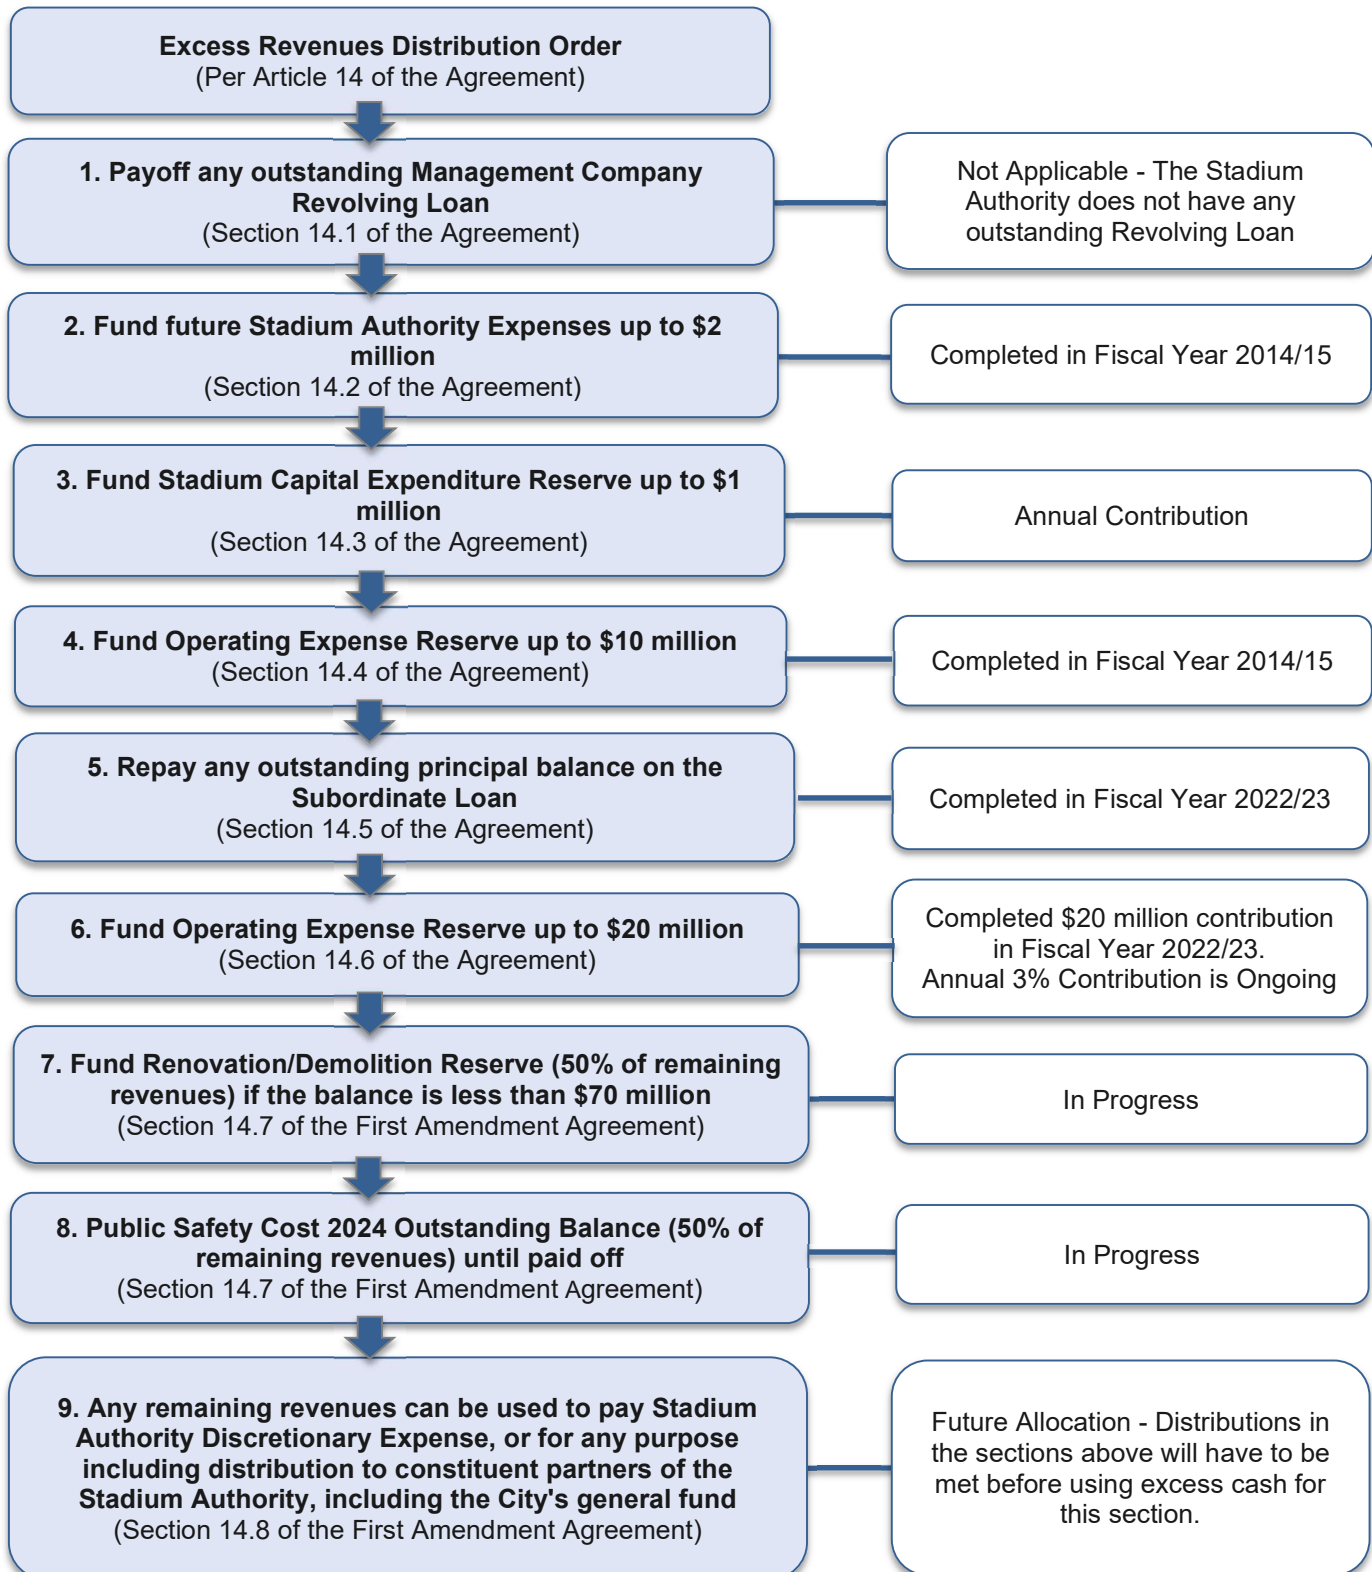 Excess Revenues Distribution Order
(Per Article 14 of the Agreement)
1. Payoff any outstanding Management Company
Revolving Loan
(Section 14.1 of the Agreement)
Not Applicable - The Stadium
Authority does not have any
outstanding Revolving Loan
2. Fund future Stadium Authority Expenses up to $2
million
(Section 14.2 of the Agreement)
Completed in Fiscal Year 2014/15
3. Fund Stadium Capital Expenditure Reserve up to $1
million
(Section 14.3 of the Agreement)
Annual Contribution
4. Fund Operating Expense Reserve up to $10 million
(Section 14.4 of the Agreement)
Completed in Fiscal Year 2014/15
5. Repay any outstanding principal balance on the
Subordinate Loan
(Section 14.5 of the Agreement)
Completed in Fiscal Year 2022/23
6. Fund Operating Expense Reserve up to $20 million
(Section 14.6 of the Agreement)
Completed $20 million contribution
in Fiscal Year 2022/23.
Annual 3% Contribution is Ongoing
7. Fund Renovation/Demolition Reserve (50% of remaining
revenues) if the balance is less than $70 million
(Section 14.7 of the First Amendment Agreement)
In Progress
8. Public Safety Cost 2024 Outstanding Balance (50% of
remaining revenues) until paid off
(Section 14.7 of the First Amendment Agreement)
In Progress
9. Any remaining revenues can be used to pay Stadium
Authority Discretionary Expense, or for any purpose
including distribution to constituent partners of the
Stadium Authority, including the City's general fund
(Section 14.8 of the First Amendment Agreement)
Future Allocation - Distributions in
the sections above will have to be
met before using excess cash for
this section.